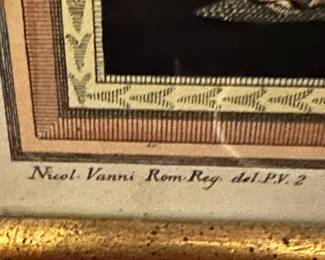 Nicol. Vanni Rom. Reg. del. P.V. 2